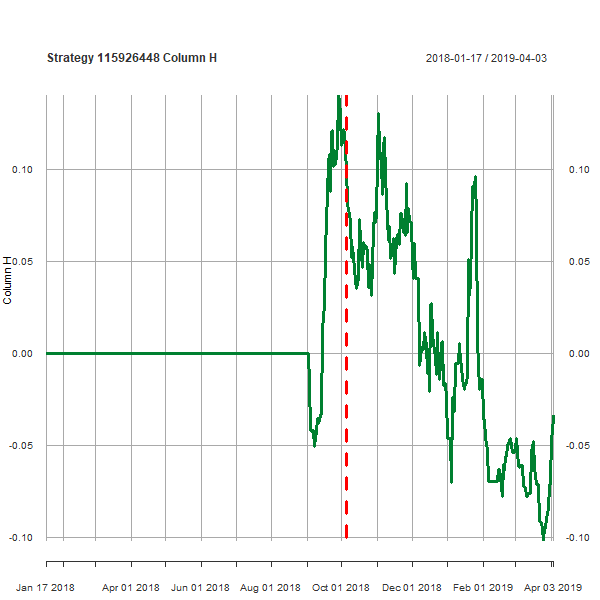 Strategy 115926448 Column H 2018-01-17 / 2019-04-03
0.10 0.10
0.05 0.05
Column H
0.00 0.00
-0.05 -0.05
-0.10 -0.10
Jan 17 2018 Apr 01 2018 Jun 01 2018 Aug 01 2018 Oct 01 2018 Dec 01 2018 Feb 01 2019 Apr 03 2019